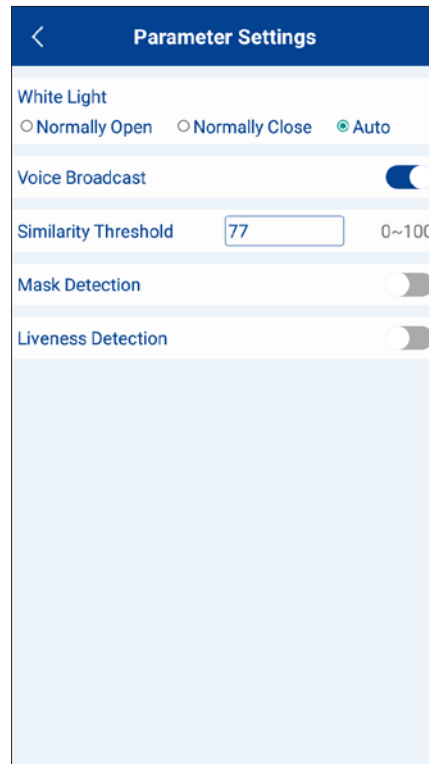 Parameter Settings
White Light
Normally Open Normally Close Auto
Voice Broadcast
Similarity Threshold 77 0~100
Mask Detection
Liveness Detection